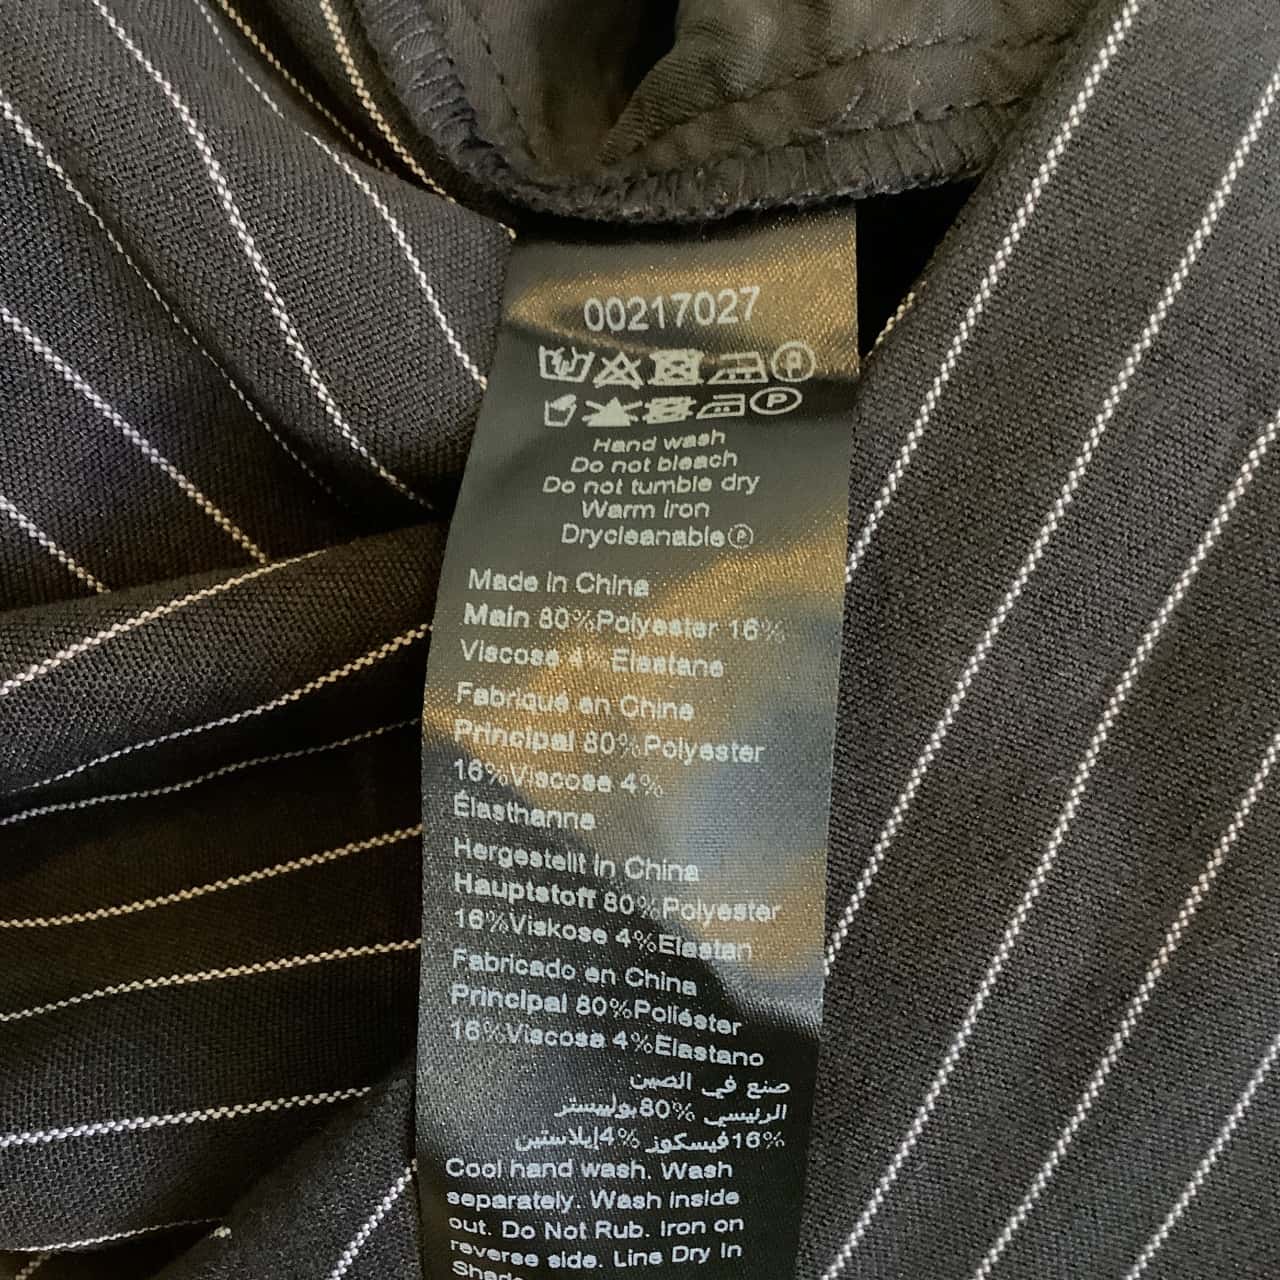 00217027
Hand wash
Do not bleach
Do not tumble dry
Warm iron
Drycleanable Ⓟ
Made in China
Main 80%Polyester 16%
Viscose 4% Elastane
Fabriqué en China
Principal 80%Polyester
16%Viscose 4%
Élasthanne
Hergestellt in China
Hauptstoff 80%Polyester
16%Viskose 4%Elastan
Fabricado en China
Principal 80%Poliéster
16%Viscosa 4%Elastano
صنع في الصين
الرئيسي 80%بوليستر
16%فيسكوز 4%إيلاستين
Cool hand wash. Wash
separately. Wash inside
out. Do Not Rub. Iron on
reverse side. Line Dry In
Shade